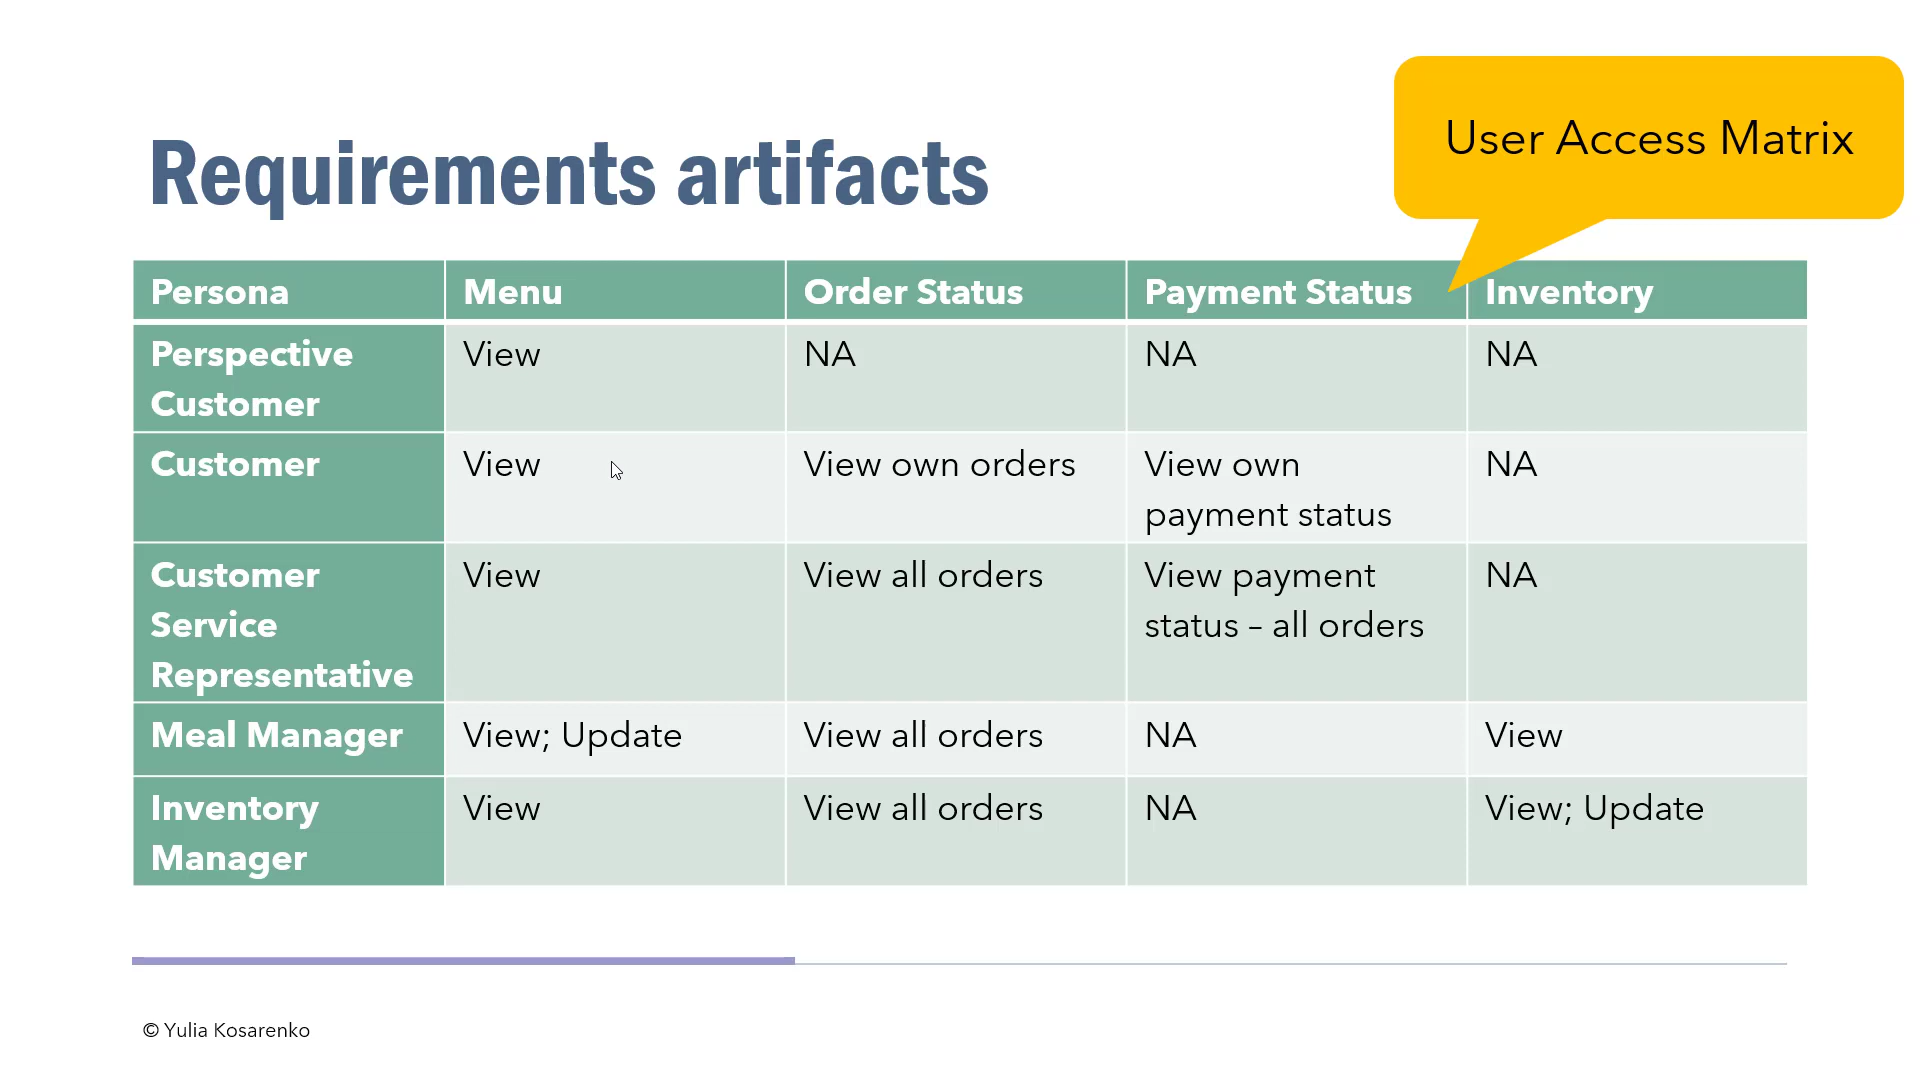 User Access Matrix
Requirements artifacts
Persona Menu Order Status Payment Status Inventory
Perspective Customer View NA NA NA
Customer View View own orders View own payment status NA
Customer Service Representative View View all orders View payment status – all orders NA
Meal Manager View; Update View all orders NA View
Inventory Manager View View all orders NA View; Update
© Yulia Kosarenko